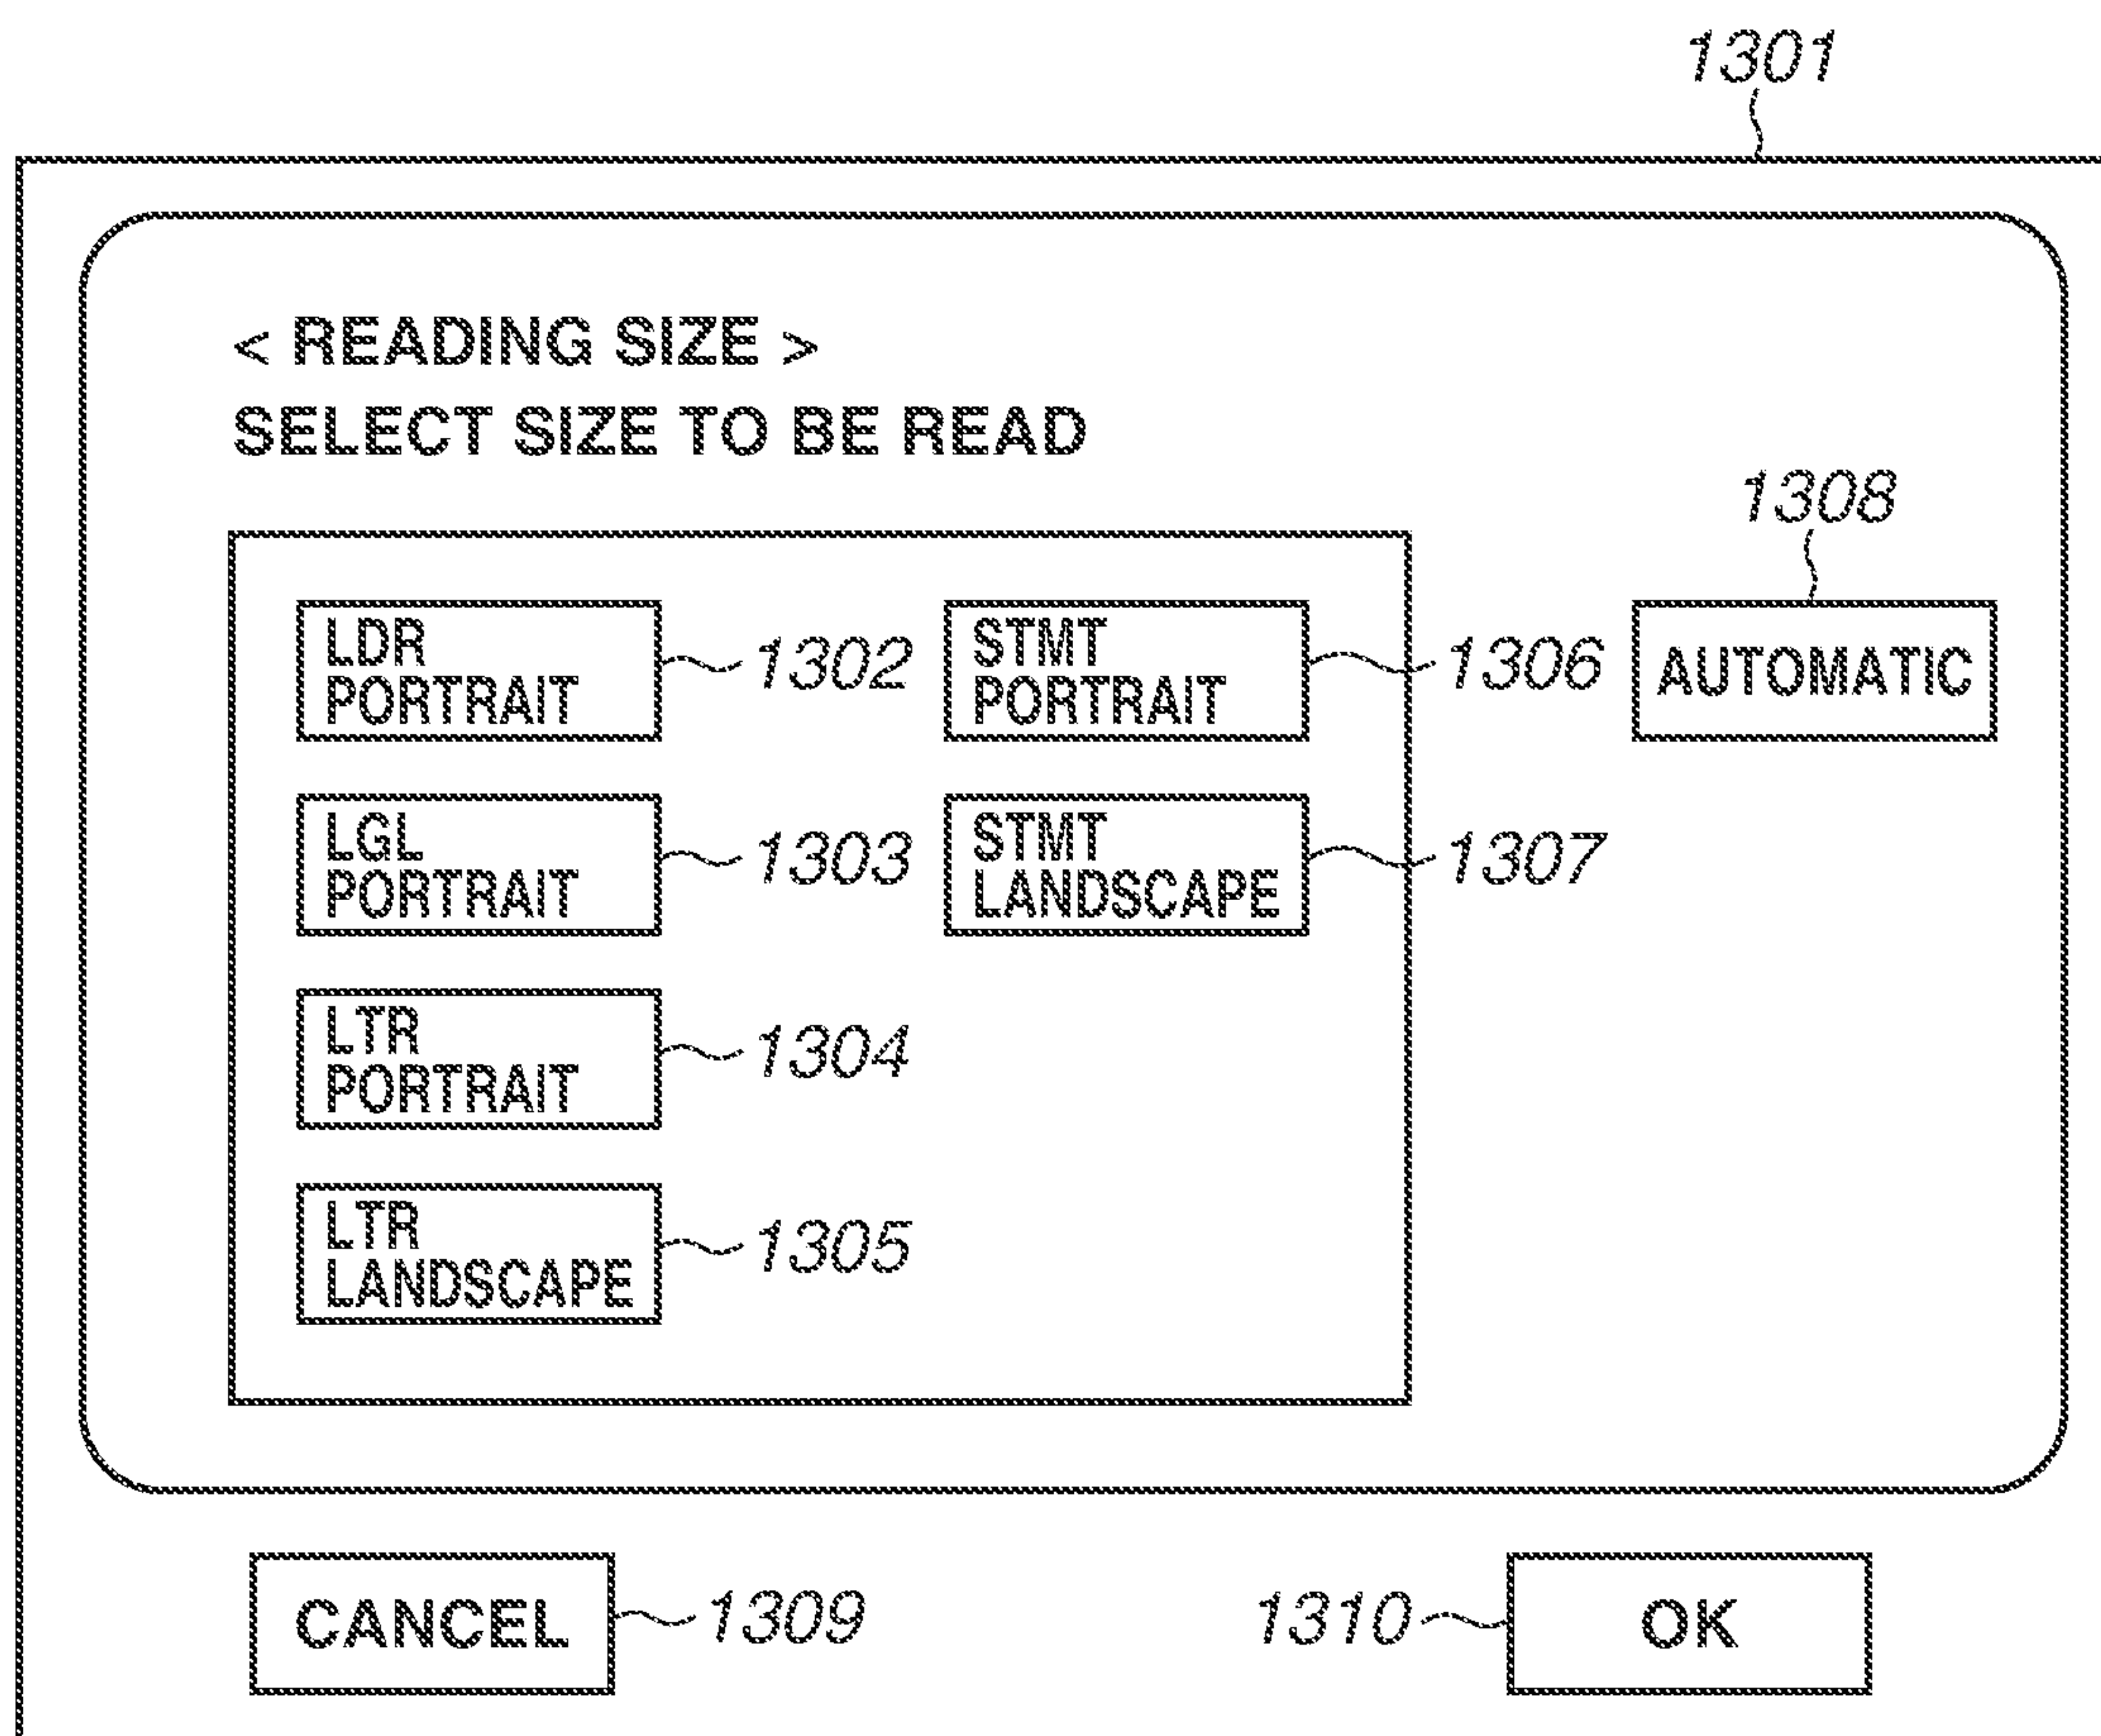 1301
< READING SIZE >
SELECT SIZE TO BE READ
1308
LDR
PORTRAIT
1302
STMT
PORTRAIT
1306
AUTOMATIC
LGL
PORTRAIT
1303
STMT
LANDSCAPE
1307
LTR
PORTRAIT
1304
LTR
LANDSCAPE
1305
CANCEL
1309
1310
OK